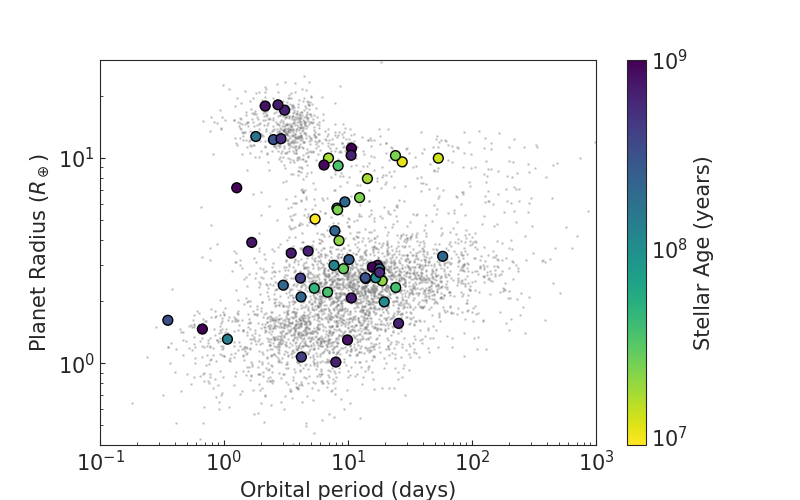 10⁹
10¹
Planet Radius (R⊕)
10⁸
Stellar Age (years)
10⁰
10⁷
10⁻¹ 10⁰ 10¹ 10² 10³
Orbital period (days)